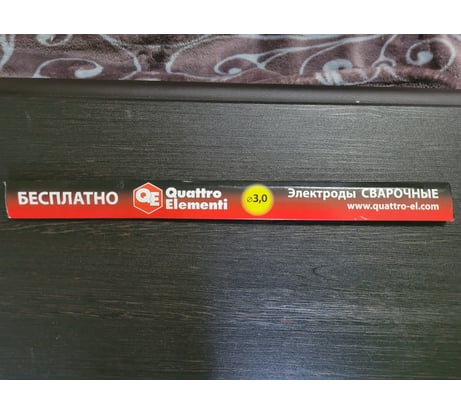 БЕСПЛАТНО
QE
Quattro
Elementi
⌀3,0
Электроды СВАРОЧНЫЕ
www.quattro-el.com